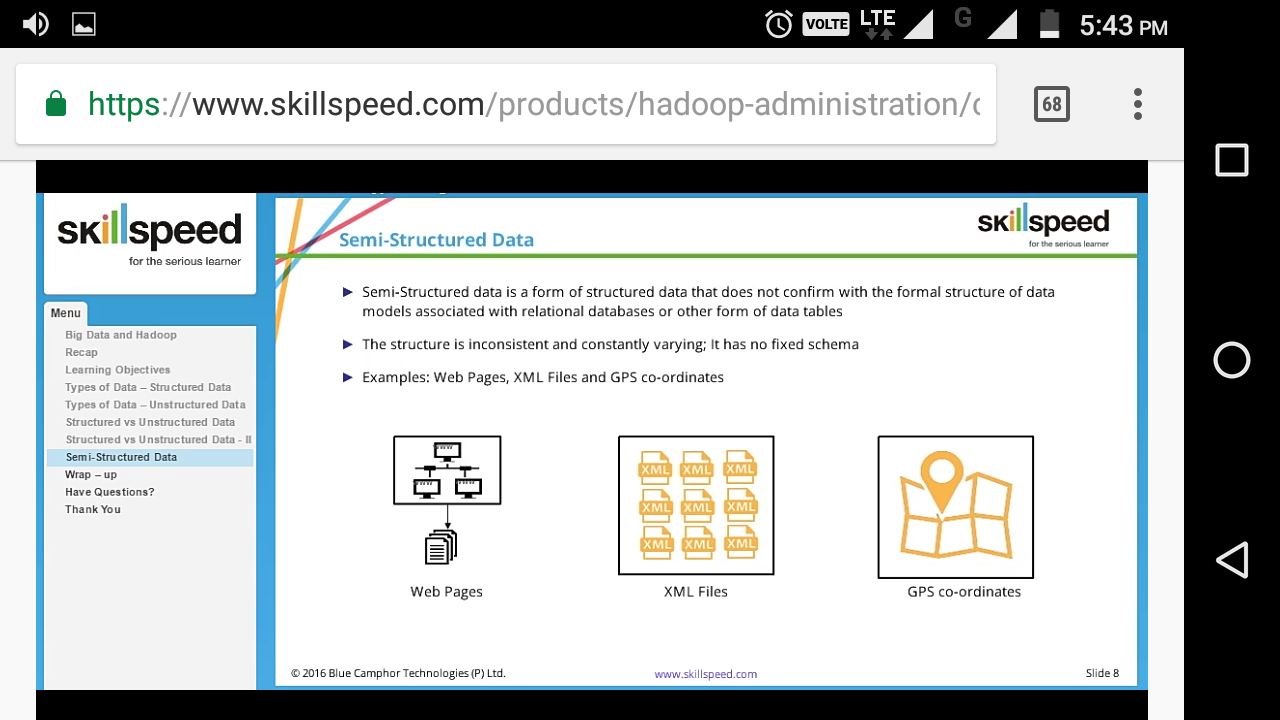 VOLTE LTE G 5:43 PM
https://www.skillspeed.com/products/hadoop-administration/
68
skillspeed
for the serious learner
Menu
Big Data and Hadoop
Recap
Learning Objectives
Types of Data – Structured Data
Types of Data – Unstructured Data
Structured vs Unstructured Data
Structured vs Unstructured Data - II
Semi-Structured Data
Wrap – up
Have Questions?
Thank You
Semi-Structured Data
skillspeed
for the serious learner
Semi-Structured data is a form of structured data that does not confirm with the formal structure of data
models associated with relational databases or other form of data tables
The structure is inconsistent and constantly varying; It has no fixed schema
Examples: Web Pages, XML Files and GPS co-ordinates
XML XML XML
XML XML XML
XML XML XML
Web Pages
XML Files
GPS co-ordinates
© 2016 Blue Camphor Technologies (P) Ltd.
www.skillspeed.com
Slide 8